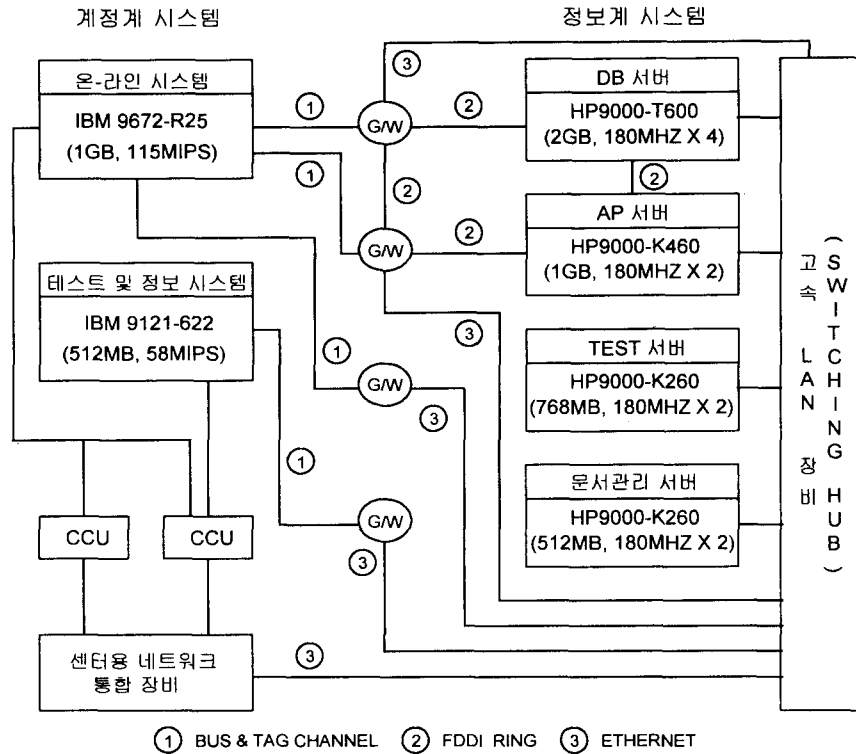 계정계 시스템
정보계 시스템
온-라인 시스템
IBM 9672-R25
(1GB, 115MIPS)
테스트 및 정보 시스템
IBM 9121-622
(512MB, 58MIPS)
CCU
CCU
센터용 네트워크
통합 장비
①
①
①
①
G/W
G/W
G/W
G/W
③
②
②
②
②
③
③
③
③
DB 서버
HP9000-T600
(2GB, 180MHZ X 4)
AP 서버
HP9000-K460
(1GB, 180MHZ X 2)
TEST 서버
HP9000-K260
(768MB, 180MHZ X 2)
문서관리 서버
HP9000-K260
(512MB, 180MHZ X 2)
고속 LAN 장비
(SWITCHING HUB)
① BUS & TAG CHANNEL ② FDDI RING ③ ETHERNET